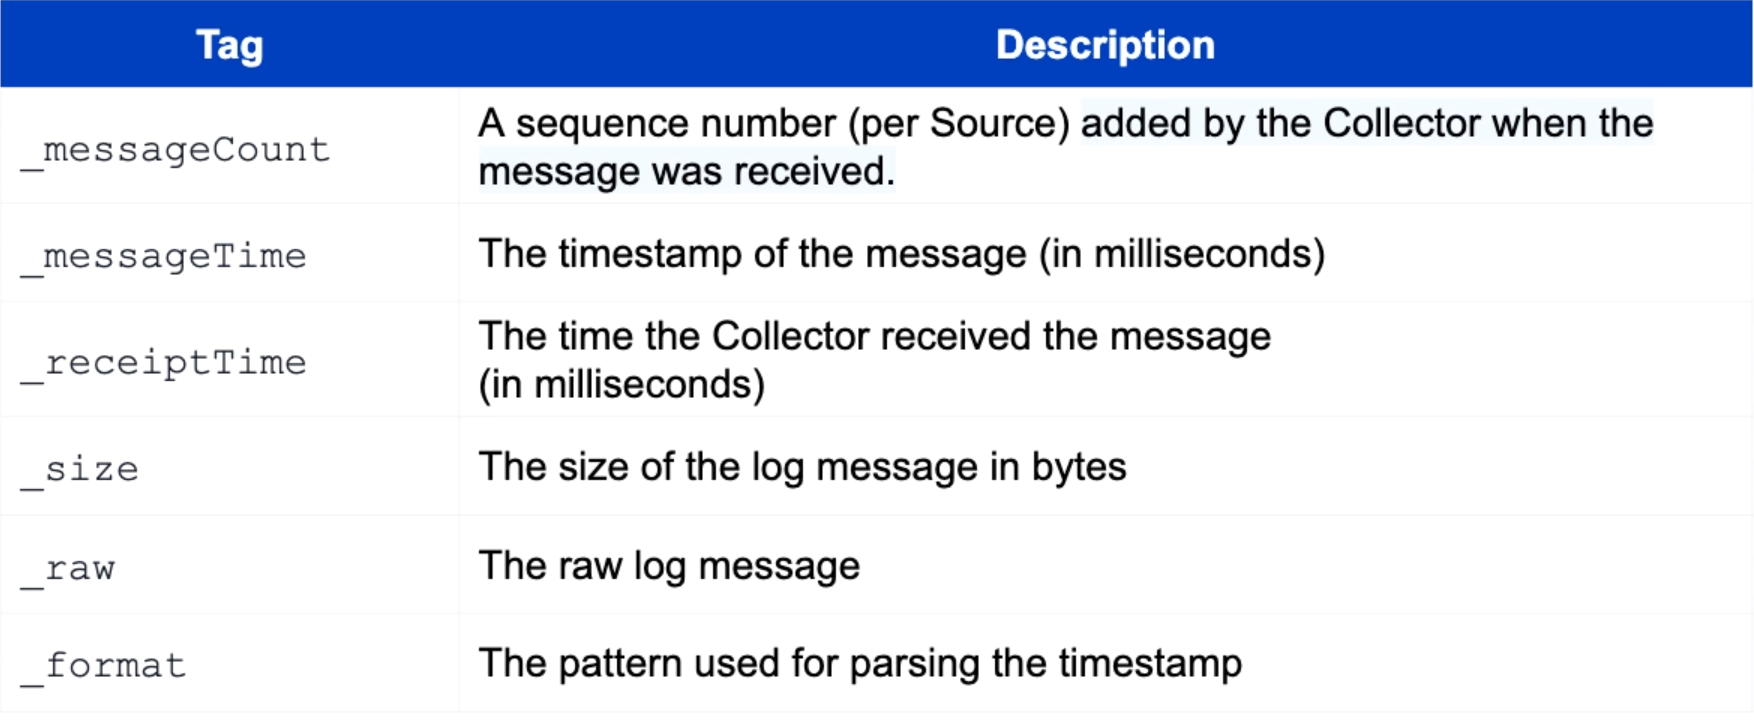 Tag Description
_messageCount A sequence number (per Source) added by the Collector when the
message was received.
_messageTime The timestamp of the message (in milliseconds)
_receiptTime The time the Collector received the message
(in milliseconds)
_size The size of the log message in bytes
_raw The raw log message
_format The pattern used for parsing the timestamp